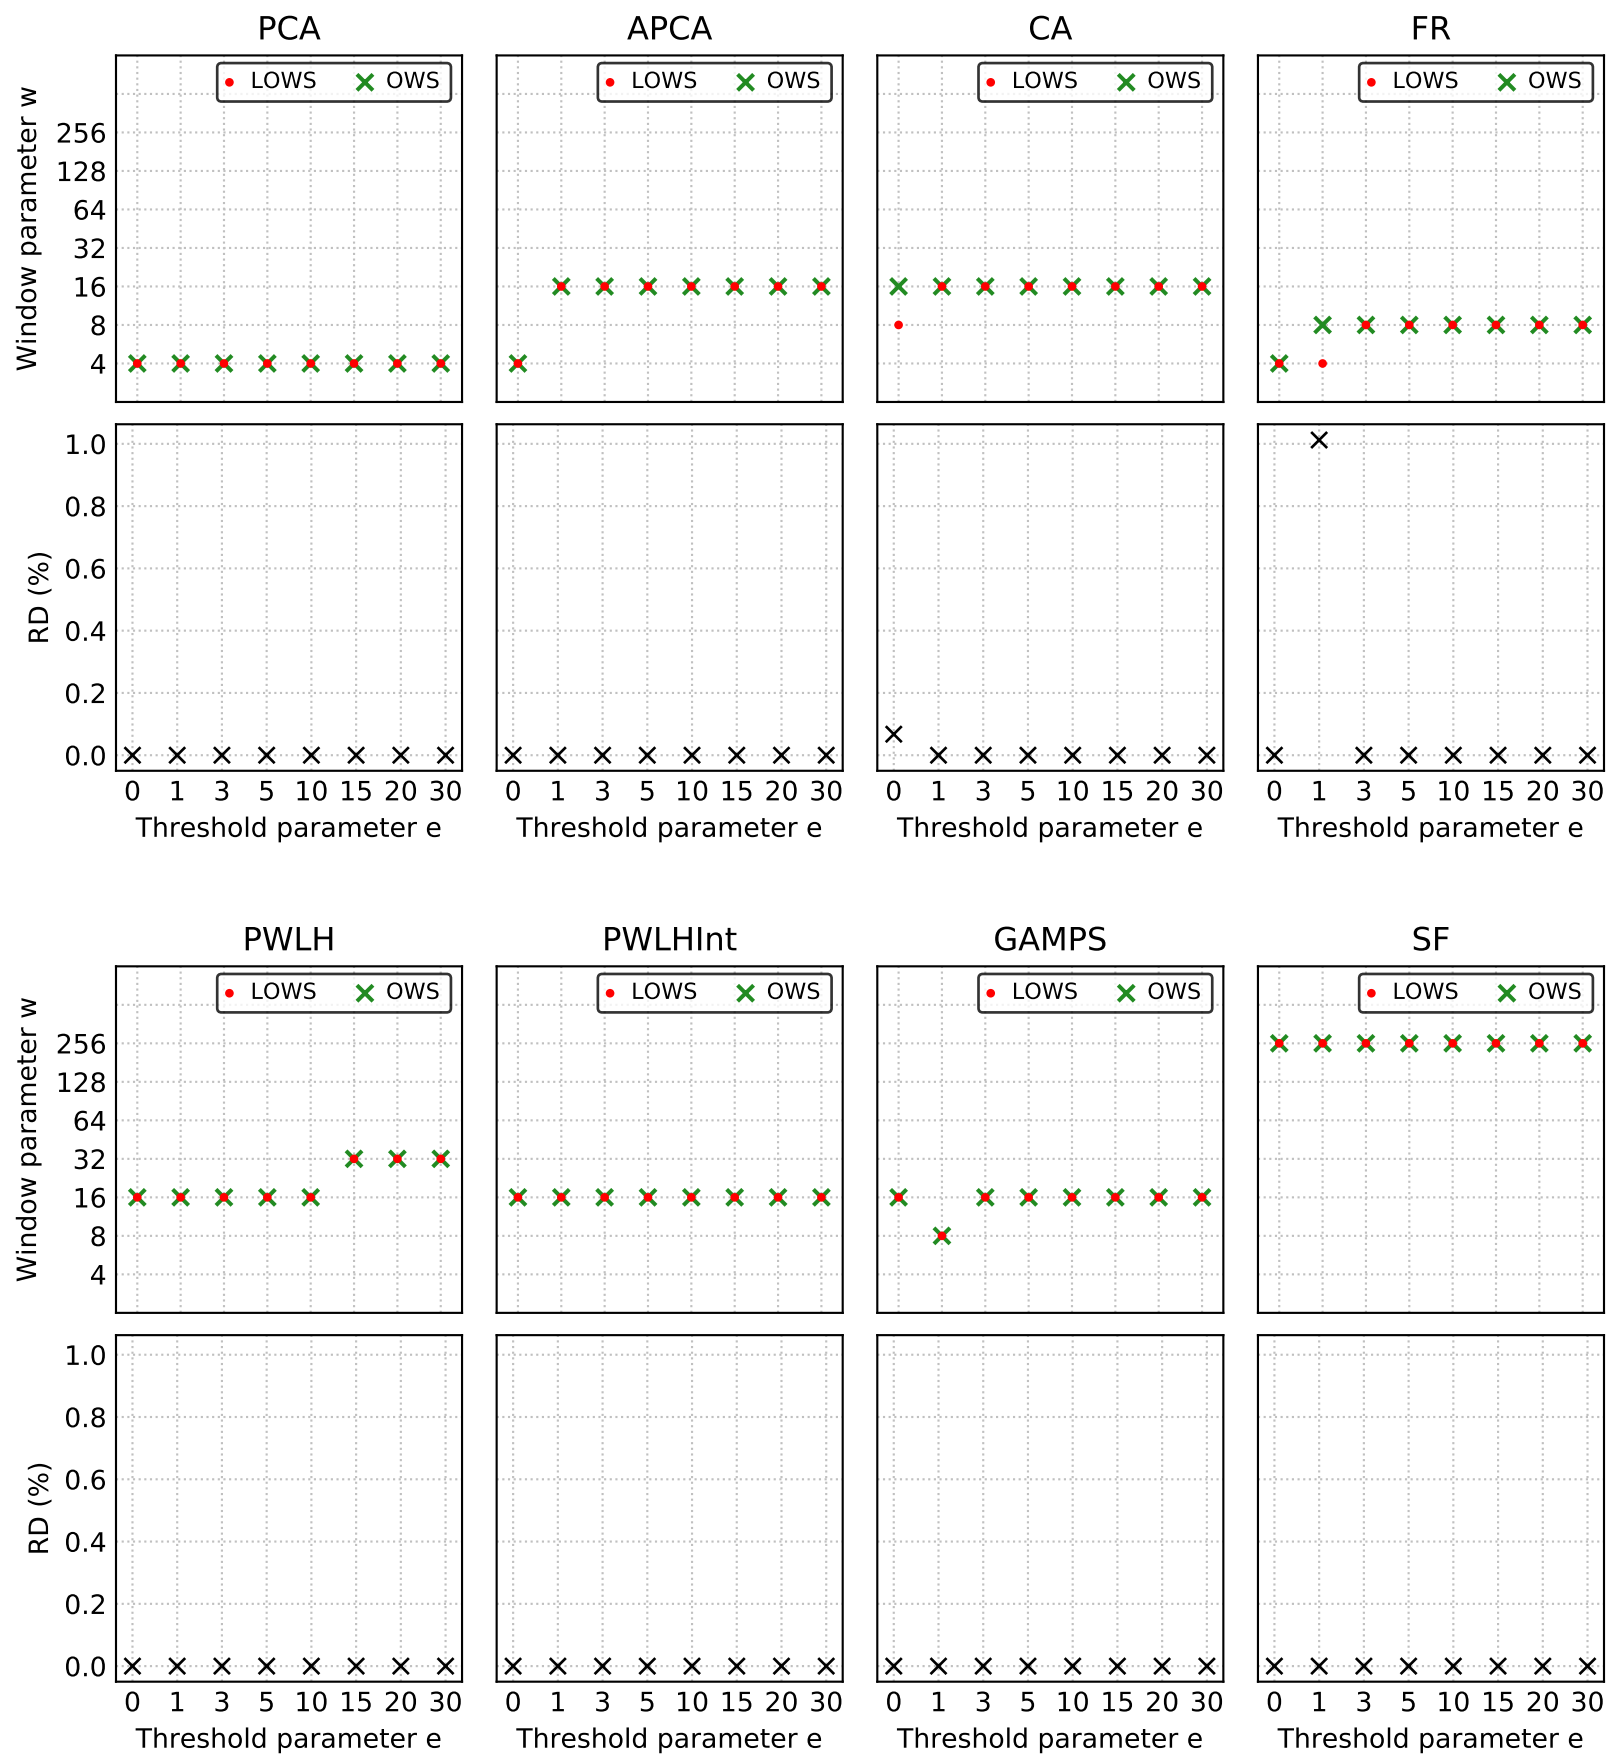 PCA APCA CA FR
LOWS OWS LOWS OWS LOWS OWS LOWS OWS
Window parameter w
256
128
64
32
16
8
4
RD (%)
1.0
0.8
0.6
0.4
0.2
0.0
0 1 3 5 10 15 20 30 0 1 3 5 10 15 20 30 0 1 3 5 10 15 20 30 0 1 3 5 10 15 20 30
Threshold parameter e Threshold parameter e Threshold parameter e Threshold parameter e
PWLH PWLHInt GAMPS SF
LOWS OWS LOWS OWS LOWS OWS LOWS OWS
Window parameter w
256
128
64
32
16
8
4
RD (%)
1.0
0.8
0.6
0.4
0.2
0.0
0 1 3 5 10 15 20 30 0 1 3 5 10 15 20 30 0 1 3 5 10 15 20 30 0 1 3 5 10 15 20 30
Threshold parameter e Threshold parameter e Threshold parameter e Threshold parameter e